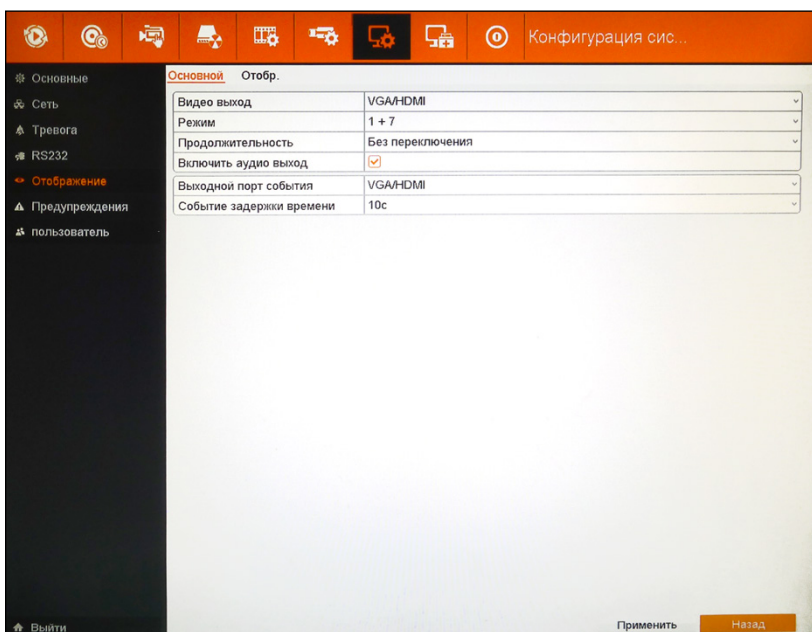 Конфигурация сис...
Основные
Сеть
Тревога
RS232
Отображение
Предупреждения
пользователь
Выйти
Основной Отобр.
Видео выход VGA/HDMI
Режим 1 + 7
Продолжительность Без переключения
Включить аудио выход
Выходной порт события VGA/HDMI
Событие задержки времени 10с
Применить Назад